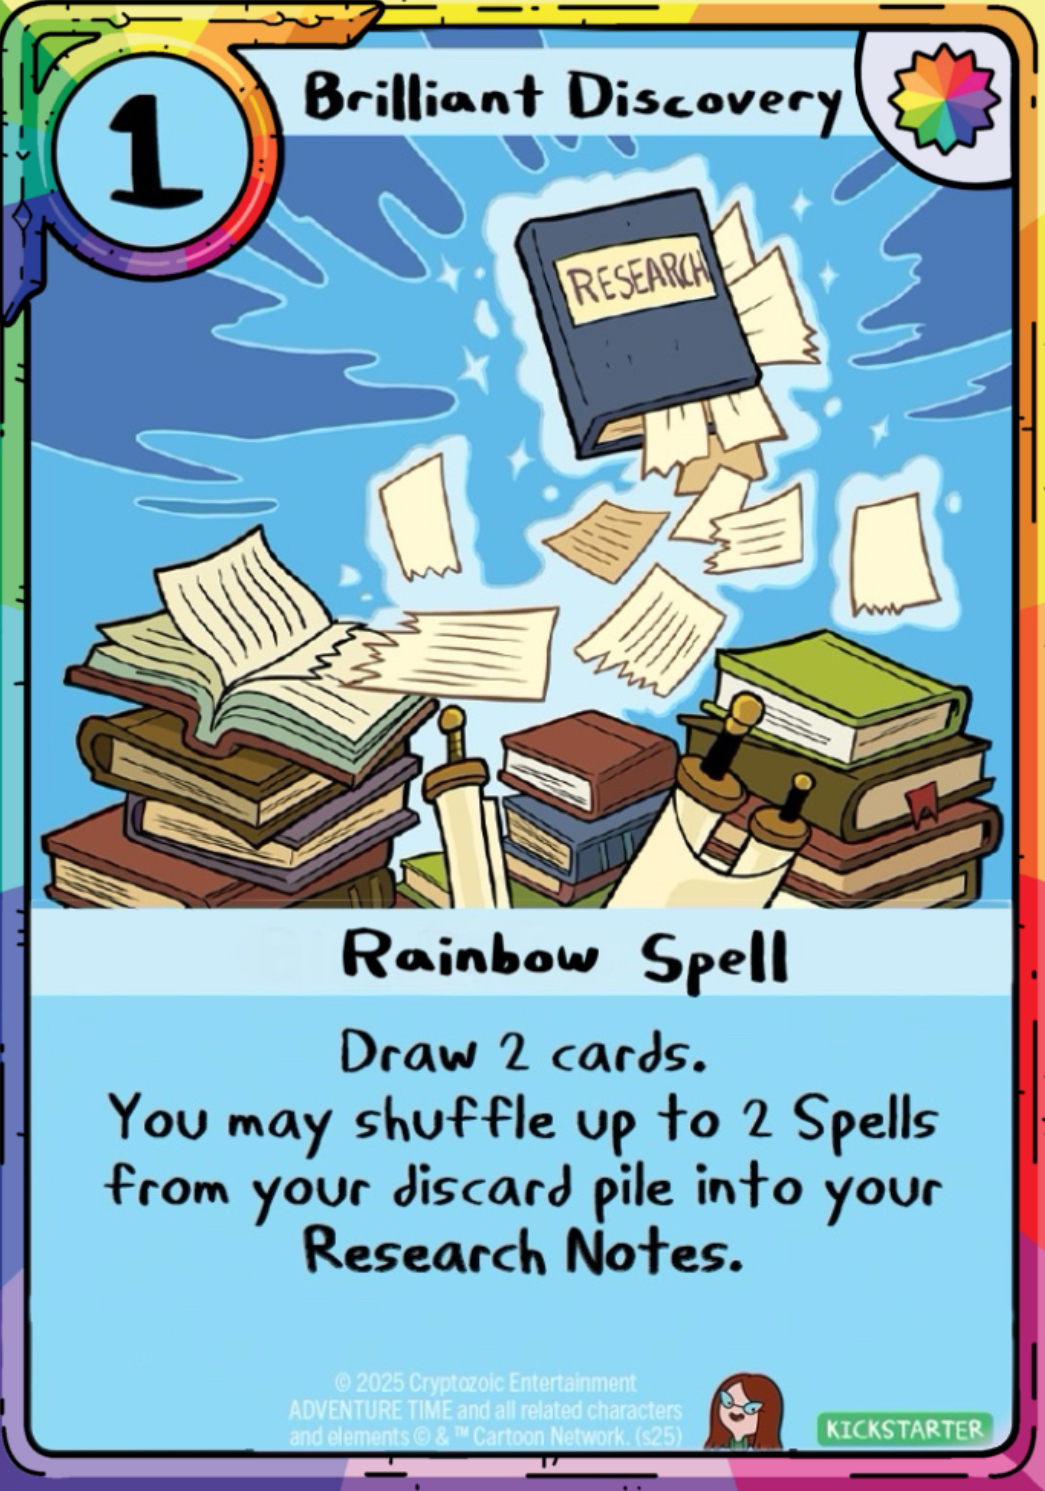 1
Brilliant Discovery
RESEARCH
Rainbow Spell
Draw 2 cards.
You may shuffle up to 2 Spells
from your discard pile into your
Research Notes.
© 2025 Cryptozoic Entertainment
ADVENTURE TIME and all related characters
and elements © & ™ Cartoon Network. (s25)
KICKSTARTER